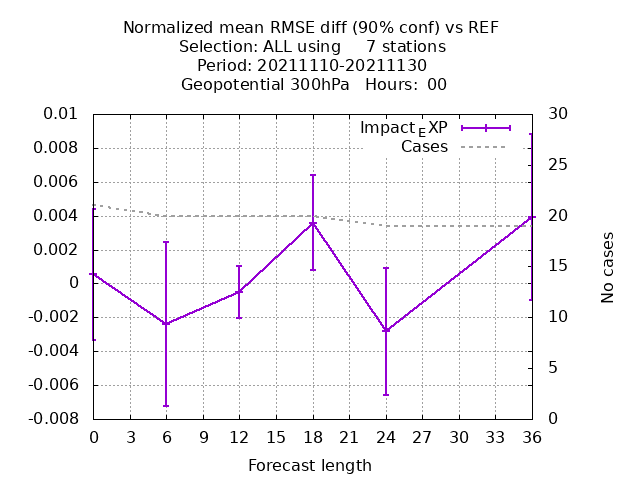 Normalized mean RMSE diff (90% conf) vs REF
Selection: ALL using     7 stations
Period: 20211110-20211130
Geopotential 300hPa   Hours:  00
Impact_EXP
Cases
0.01
0.008
0.006
0.004
0.002
0
-0.002
-0.004
-0.006
-0.008
30
25
20
15
10
5
0
No cases
0 3 6 9 12 15 18 21 24 27 30 33 36
Forecast length